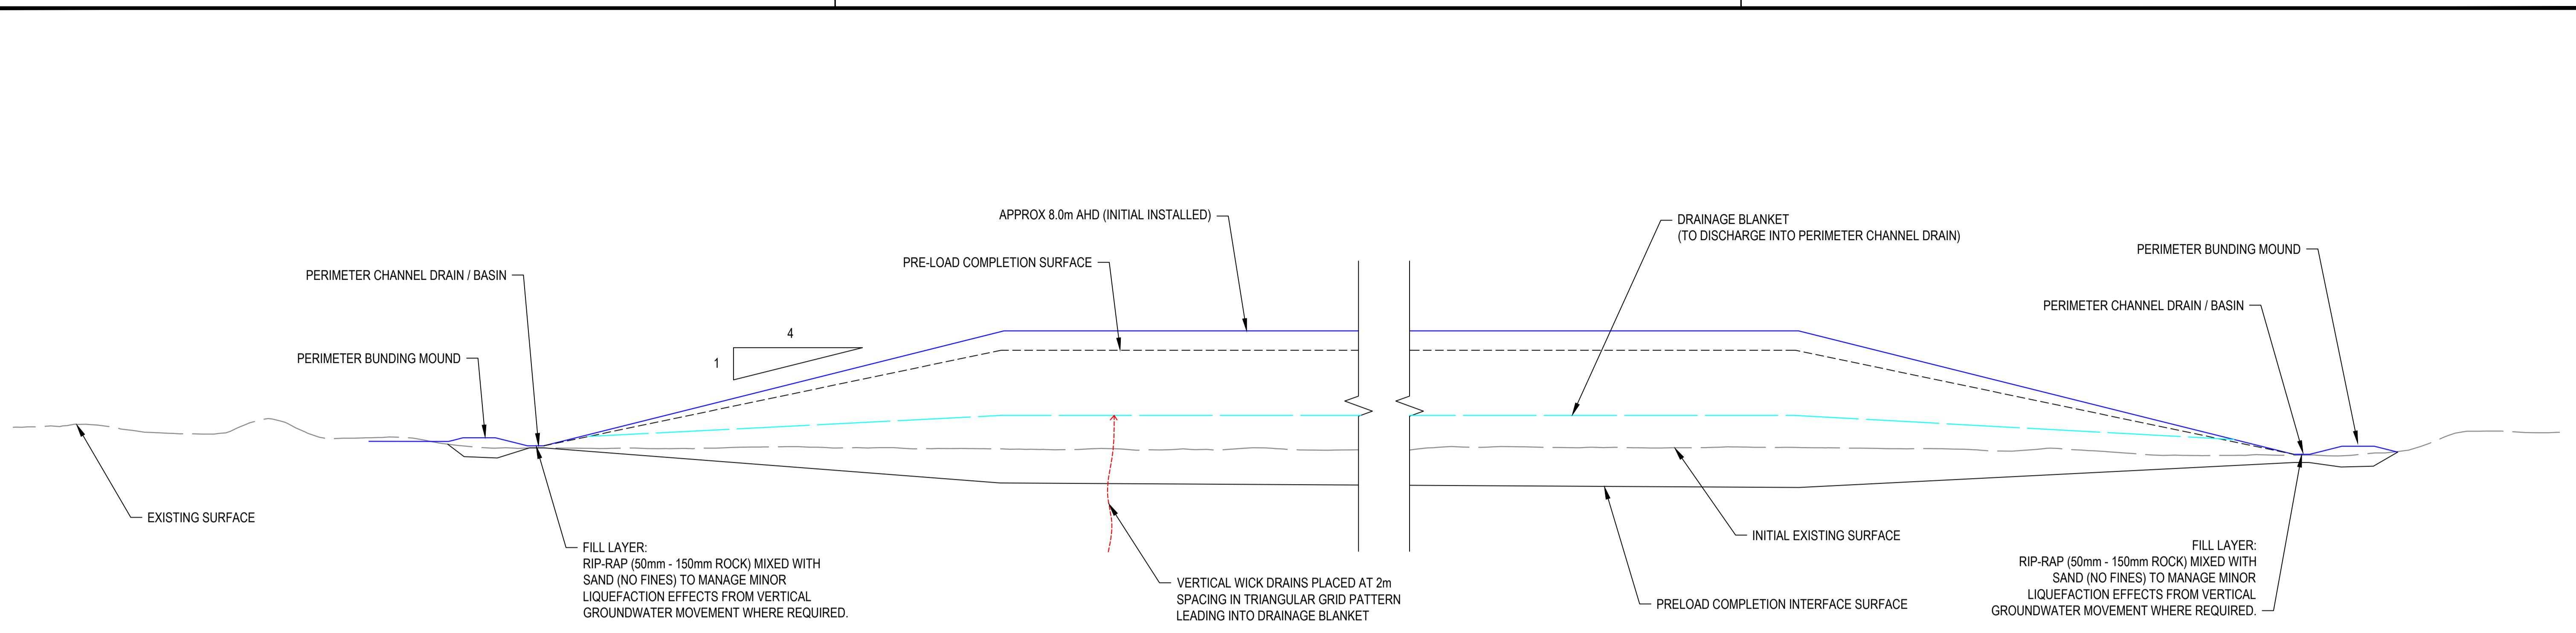 APPROX 8.0m AHD (INITIAL INSTALLED)
DRAINAGE BLANKET
(TO DISCHARGE INTO PERIMETER CHANNEL DRAIN)
PERIMETER BUNDING MOUND
PRE-LOAD COMPLETION SURFACE
PERIMETER CHANNEL DRAIN / BASIN
PERIMETER CHANNEL DRAIN / BASIN
4
1
PERIMETER BUNDING MOUND
EXISTING SURFACE
INITIAL EXISTING SURFACE
FILL LAYER:
RIP-RAP (50mm - 150mm ROCK) MIXED WITH
SAND (NO FINES) TO MANAGE MINOR
LIQUEFACTION EFFECTS FROM VERTICAL
GROUNDWATER MOVEMENT WHERE REQUIRED.
VERTICAL WICK DRAINS PLACED AT 2m
SPACING IN TRIANGULAR GRID PATTERN
LEADING INTO DRAINAGE BLANKET
PRELOAD COMPLETION INTERFACE SURFACE
FILL LAYER:
RIP-RAP (50mm - 150mm ROCK) MIXED WITH
SAND (NO FINES) TO MANAGE MINOR
LIQUEFACTION EFFECTS FROM VERTICAL
GROUNDWATER MOVEMENT WHERE REQUIRED.